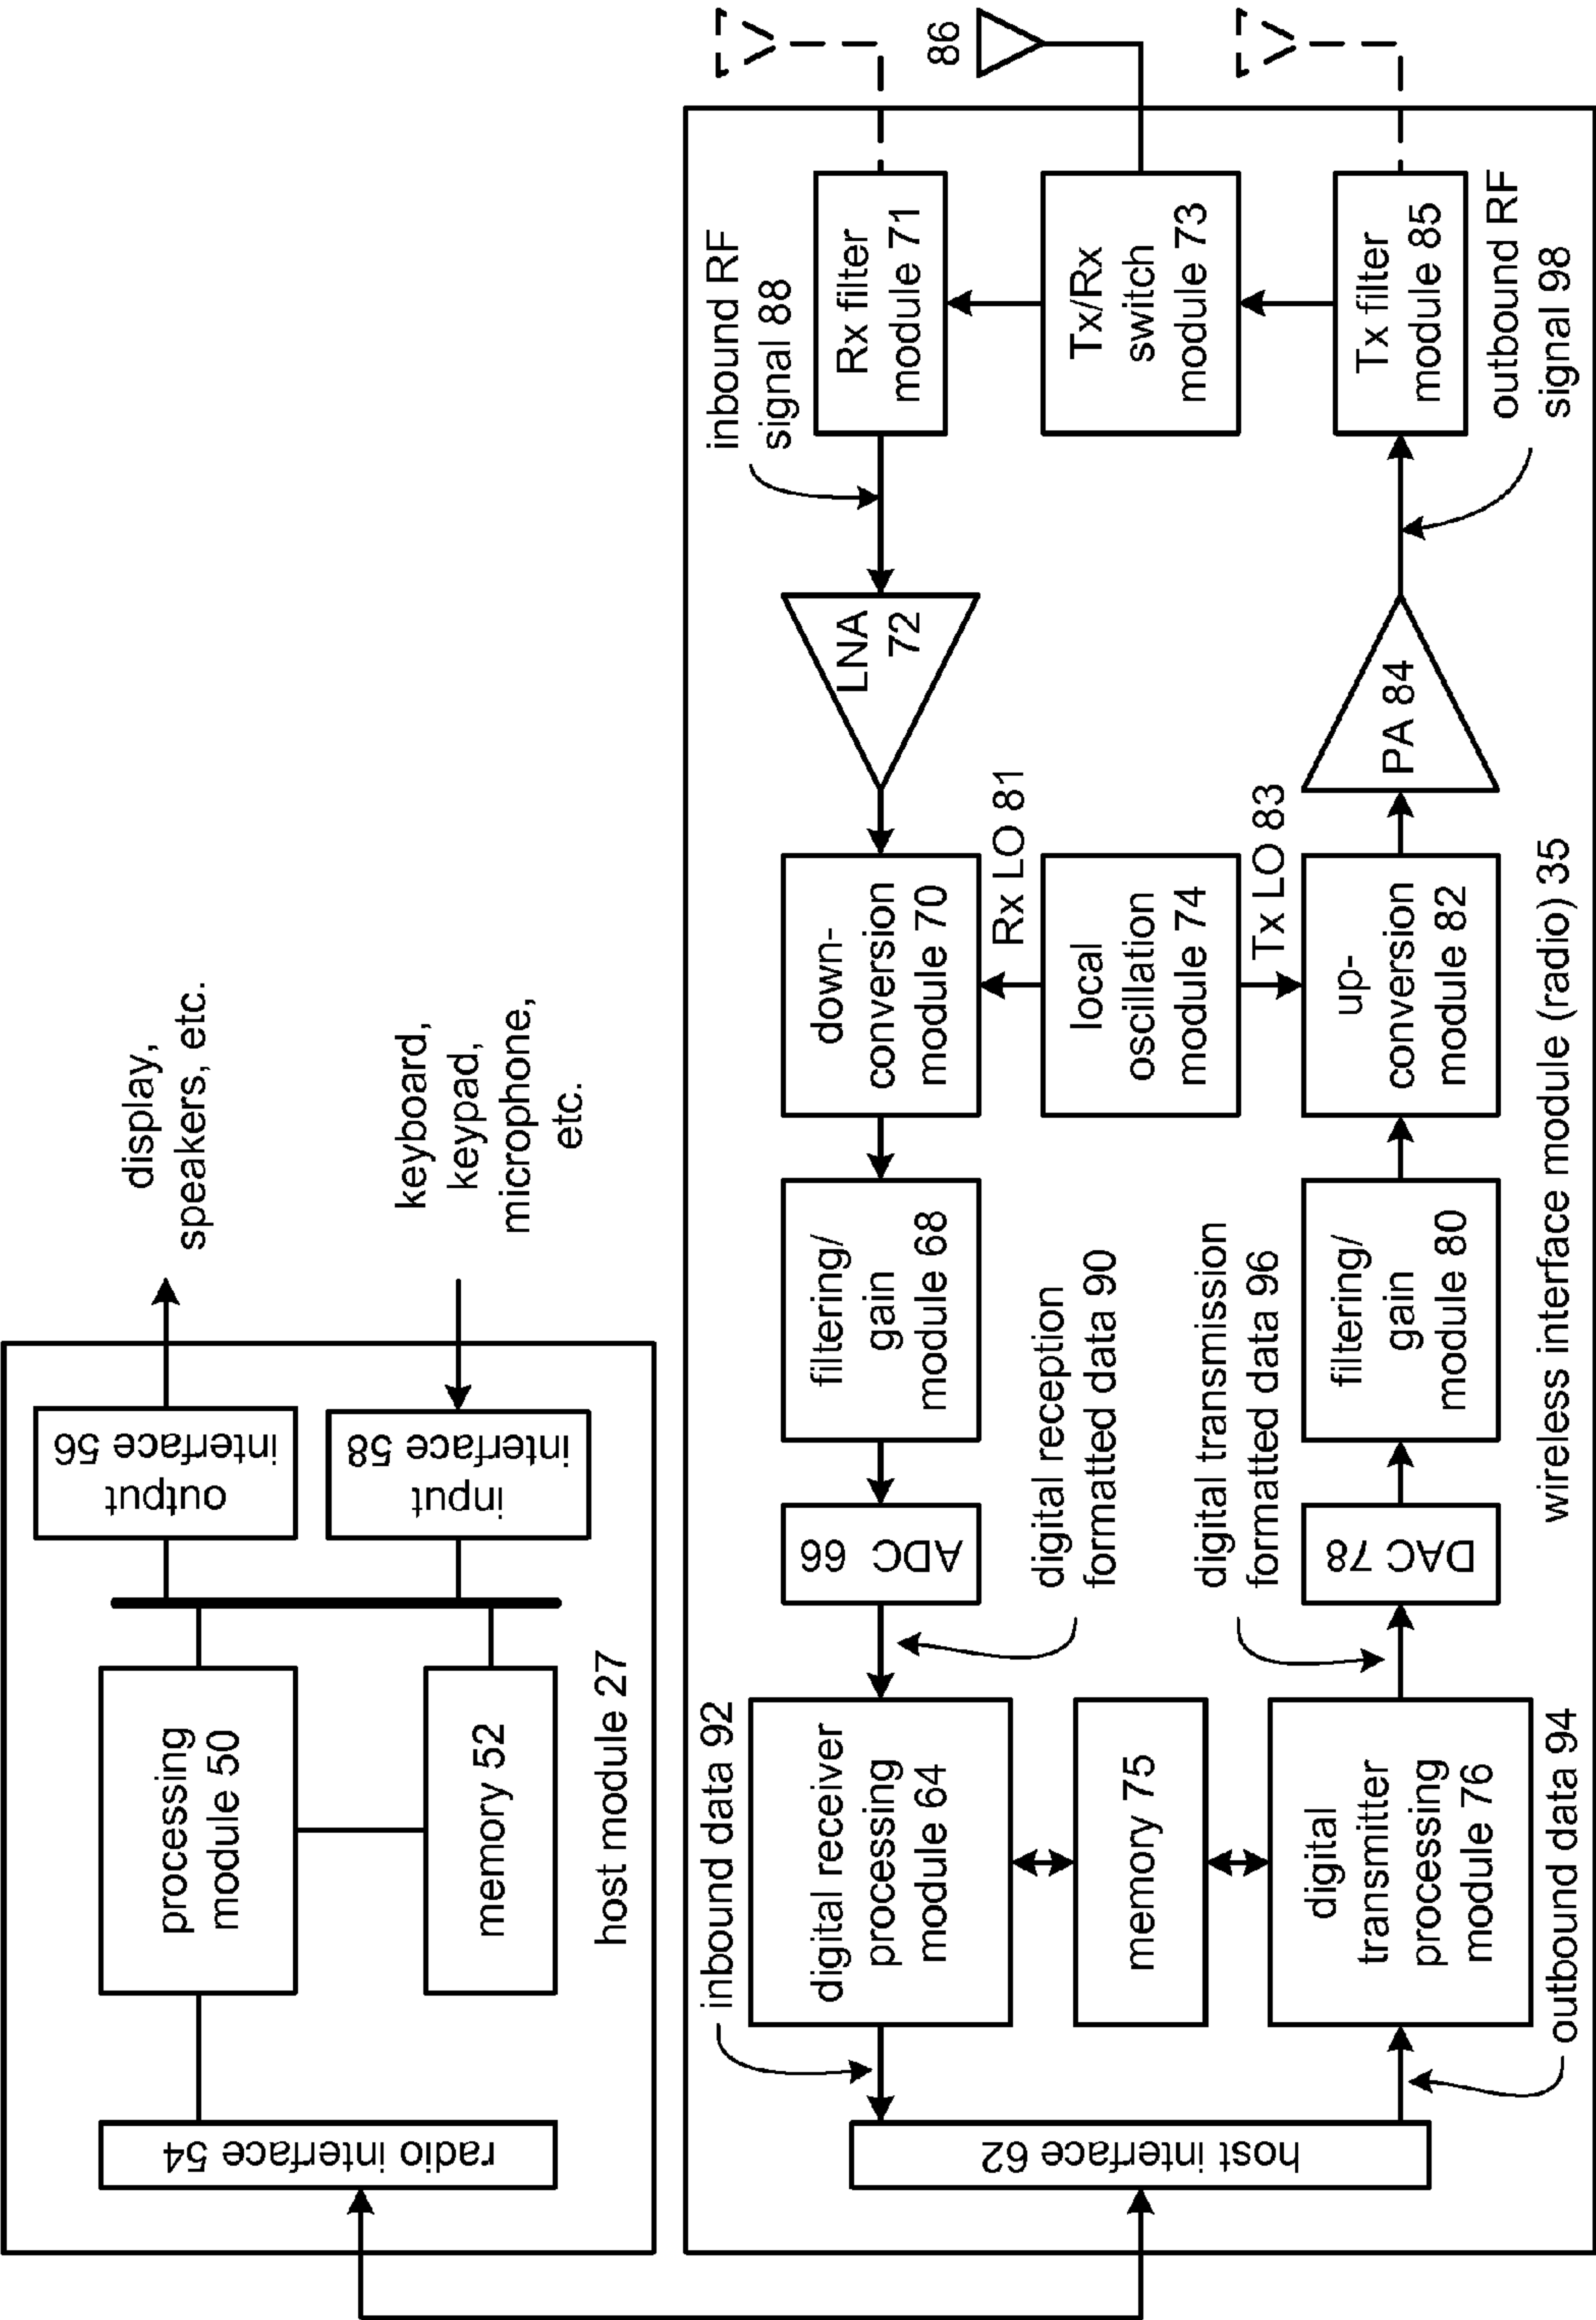 radio interface 54
processing
module 50
memory 52
output
interface 56
input
interface 58
display,
speakers, etc.
keyboard,
keypad,
microphone,
etc.
host module 27
host interface 62
inbound data 92
digital receiver
processing
module 64
ADC 66
filtering/
gain
module 68
down-
conversion
module 70
LNA
72
inbound RF
signal 88
Rx filter
module 71
86
digital reception
formatted data 90
memory 75
Rx LO 81
local
oscillation
module 74
Tx LO 83
Tx/Rx
switch
module 73
digital transmission
formatted data 96
digital
transmitter
processing
module 76
DAC 78
filtering/
gain
module 80
up-
conversion
module 82
PA 84
Tx filter
module 85
outbound RF
signal 98
outbound data 94
wireless interface module (radio) 35